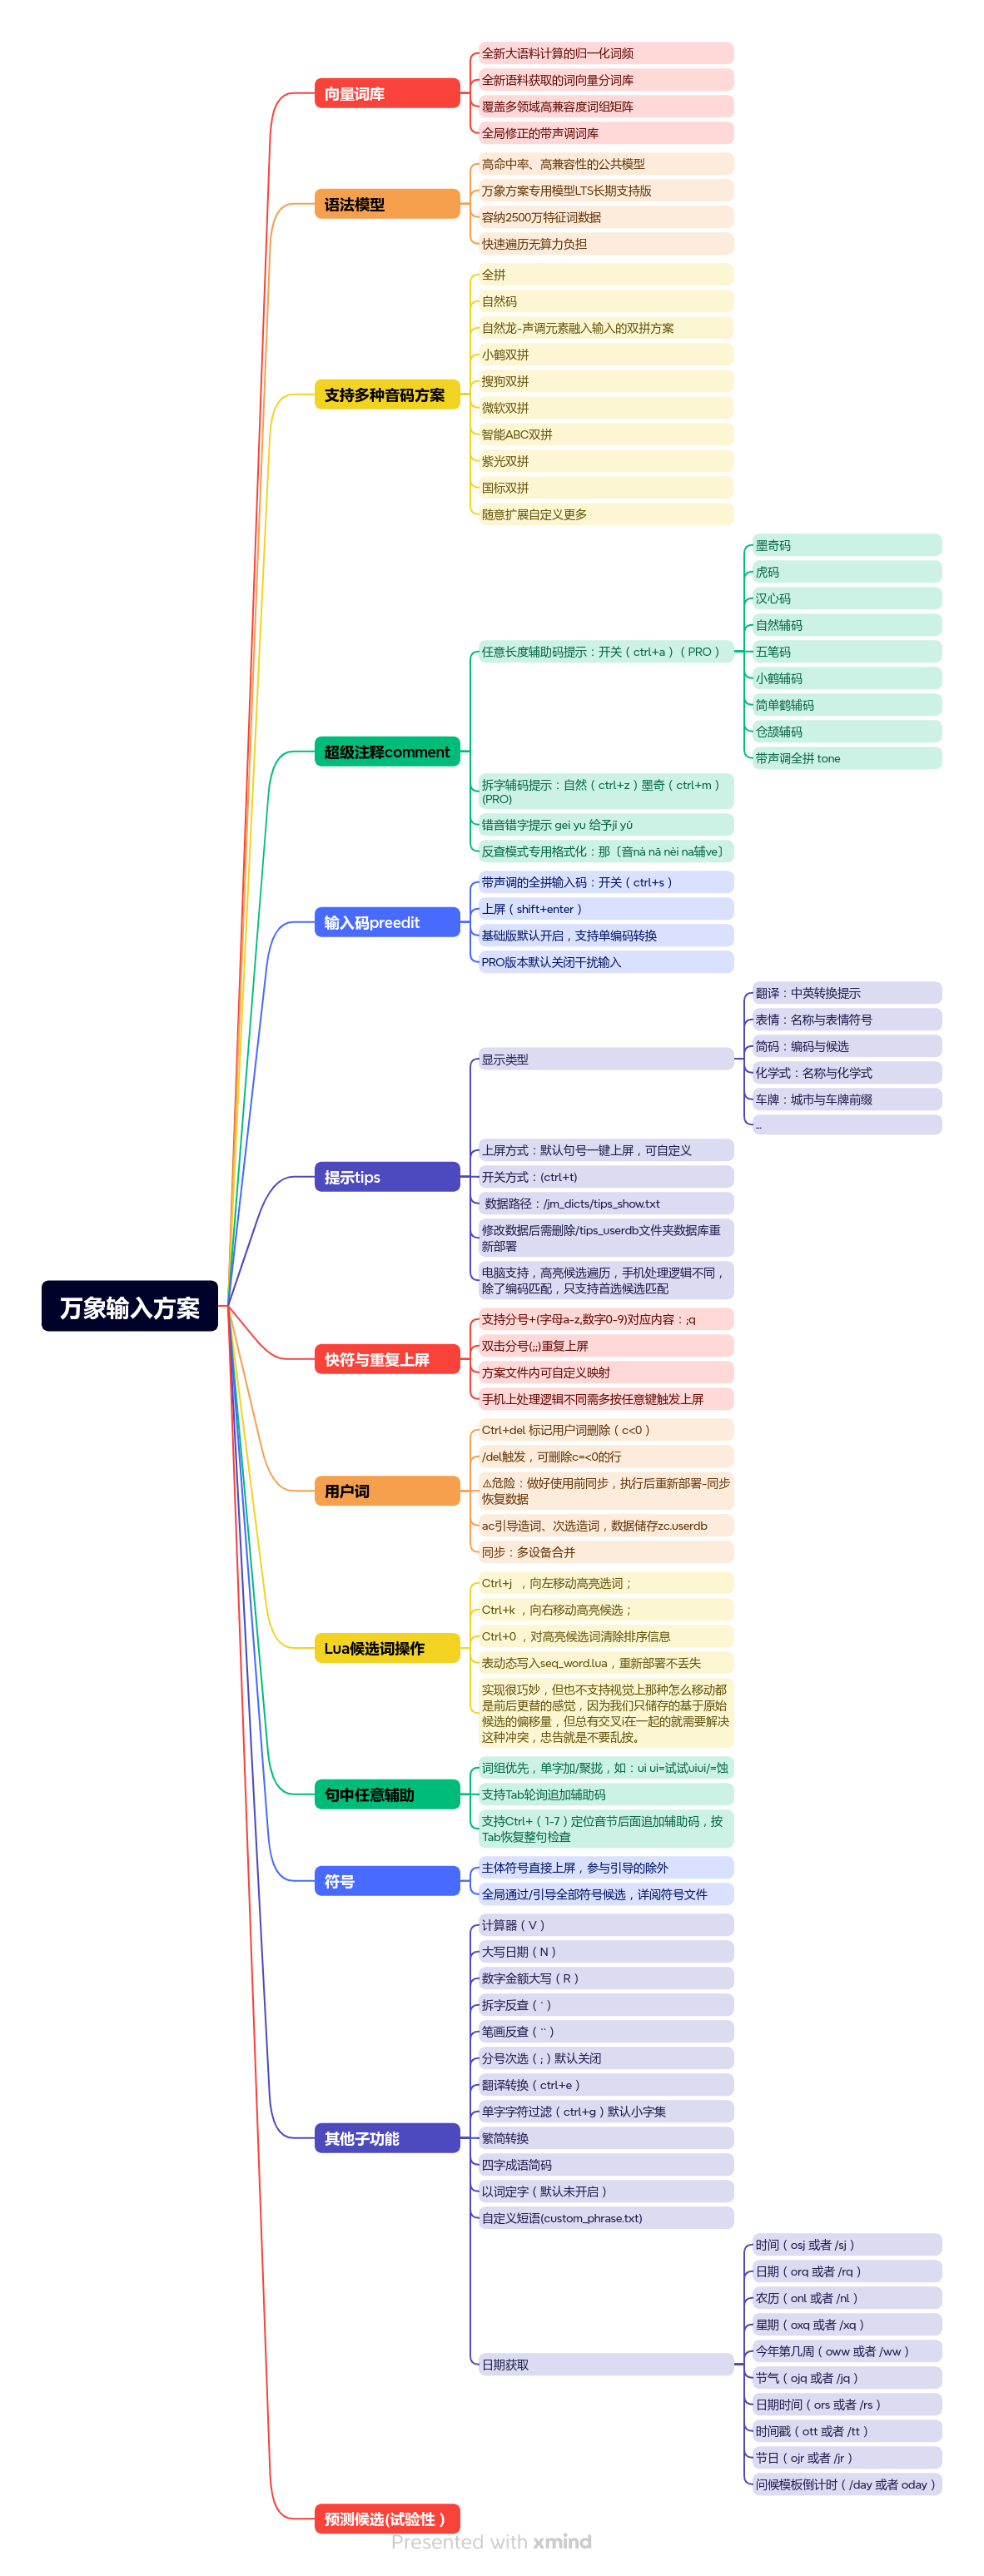 万象输入方案
向量词库
全新大语料计算的归一化词频
全新语料获取的词向量分词库
覆盖多领域高兼容度词组矩阵
全局修正的带声调词库
语法模型
高命中率、高兼容性的公共模型
万象方案专用模型LTS长期支持版
容纳2500万特征词数据
快速遍历无算力负担
支持多种音码方案
全拼
自然码
自然龙-声调元素融入输入的双拼方案
小鹤双拼
搜狗双拼
微软双拼
智能ABC双拼
紫光双拼
国标双拼
随意扩展自定义更多
超级注释comment
任意长度辅助码提示：开关（ctrl+a）（PRO）
墨奇码
虎码
汉心码
自然辅码
五笔码
小鹤辅码
简单鹤辅码
仓颉辅码
带声调全拼 tone
拆字辅码提示：自然（ctrl+z）墨奇（ctrl+m）
(PRO)
错音错字提示 gei yu 给予jǐ yǔ
反查模式专用格式化：那〔音nà nā nèi na辅ve〕
输入码preedit
带声调的全拼输入码：开关（ctrl+s）
上屏（shift+enter）
基础版默认开启，支持单编码转换
PRO版本默认关闭干扰输入
提示tips
显示类型
翻译：中英转换提示
表情：名称与表情符号
简码：编码与候选
化学式：名称与化学式
车牌：城市与车牌前缀
...
上屏方式：默认句号一键上屏，可自定义
开关方式：(ctrl+t)
数据路径：/jm_dicts/tips_show.txt
修改数据后需删除/tips_userdb文件夹数据库重
新部署
电脑支持，高亮候选遍历，手机处理逻辑不同，
除了编码匹配，只支持首选候选匹配
快符与重复上屏
支持分号+(字母a-z,数字0-9)对应内容：;q
双击分号(;;)重复上屏
方案文件内可自定义映射
手机上处理逻辑不同需多按任意键触发上屏
用户词
Ctrl+del 标记用户词删除（c<0）
/del触发，可删除c=<0的行
⚠危险：做好使用前同步，执行后重新部署-同步
恢复数据
ac引导造词、次选造词，数据储存zc.userdb
同步：多设备合并
Lua候选词操作
Ctrl+j ，向左移动高亮选词；
Ctrl+k ，向右移动高亮候选；
Ctrl+0 ，对高亮候选词清除排序信息
表动态写入seq_word.lua，重新部署不丢失
实现很巧妙，但也不支持视觉上那种怎么移动都
是前后更替的感觉，因为我们只储存的基于原始
候选的偏移量，但总有交叉i在一起的就需要解决
这种冲突，忠告就是不要乱按。
句中任意辅助
词组优先，单字加/聚拢，如：ui ui=试试uiui/=蚀
支持Tab轮询追加辅助码
支持Ctrl+（1-7）定位音节后面追加辅助码，按
Tab恢复整句检查
符号
主体符号直接上屏，参与引导的除外
全局通过/引导全部符号候选，详阅符号文件
其他子功能
计算器（V）
大写日期（N）
数字金额大写（R）
拆字反查（`）
笔画反查（``）
分号次选（;）默认关闭
翻译转换（ctrl+e）
单字字符过滤（ctrl+g）默认小字集
繁简转换
四字成语简码
以词定字（默认未开启）
自定义短语(custom_phrase.txt)
日期获取
时间（osj 或者 /sj）
日期（orq 或者 /rq）
农历（onl 或者 /nl）
星期（oxq 或者 /xq）
今年第几周（oww 或者 /ww）
节气（ojq 或者 /jq）
日期时间（ors 或者 /rs）
时间戳（ott 或者 /tt）
节日（ojr 或者 /jr）
问候模板倒计时（/day 或者 oday）
预测候选(试验性）
Presented with xmind